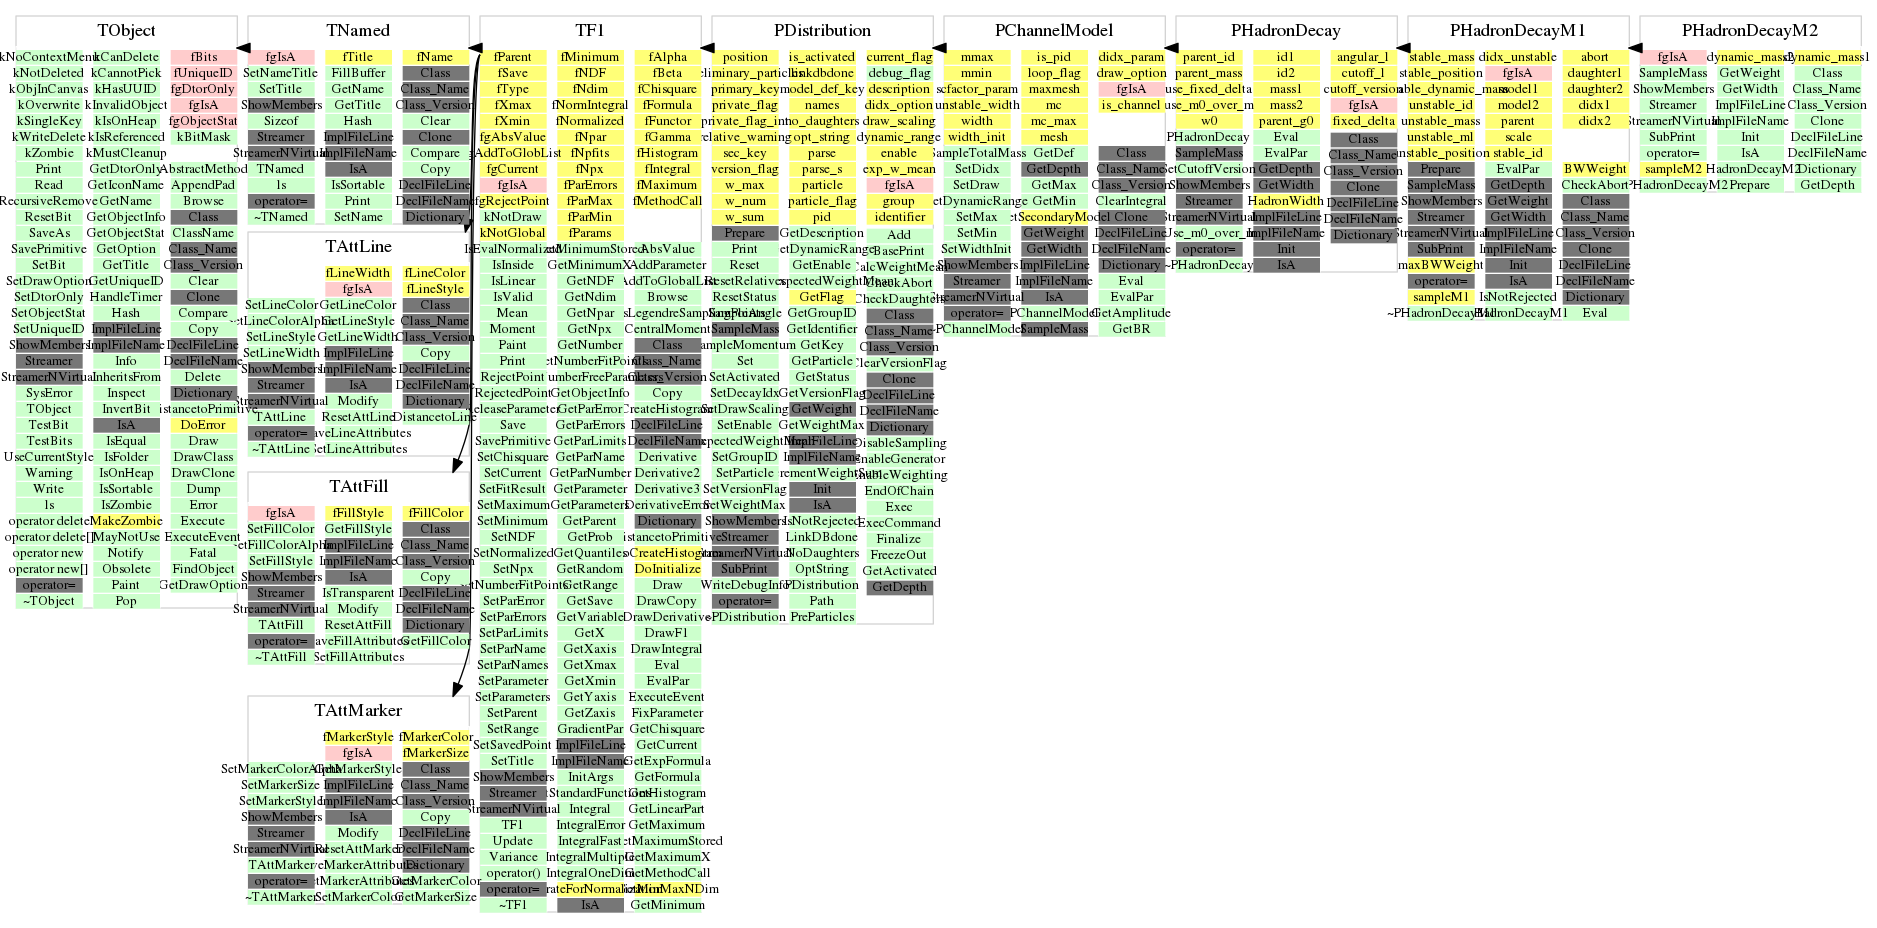 TObject
kNoContextMenu kCanDelete fBits
kNotDeleted kCannotPick fUniqueID
kObjInCanvas kHasUUID fgDtorOnly
kOverwrite kInvalidObject fgIsA
kSingleKey kIsOnHeap fgObjectStat
kWriteDelete kIsReferenced kBitMask
kZombie kMustCleanup
Print GetDtorOnly AbstractMethod
Read GetIconName AppendPad
RecursiveRemove GetName Browse
ResetBit GetObjectInfo Class
SaveAs GetObjectStat ClassName
SavePrimitive GetOption Class_Name
SetBit GetTitle Class_Version
SetDrawOption GetUniqueID Clear
SetDtorOnly HandleTimer Clone
SetObjectStat Hash Compare
SetUniqueID ImplFileLine Copy
ShowMembers ImplFileName DeclFileLine
Streamer Info DeclFileName
StreamerNVirtual InheritsFrom Delete
SysError Inspect Dictionary
TObject InvertBit istancetoPrimitive
TestBit IsA DoError
TestBits IsEqual Draw
UseCurrentStyle IsFolder DrawClass
Warning IsOnHeap DrawClone
Write IsSortable Dump
ls IsZombie Error
operator delete MakeZombie Execute
operator delete[] MayNotUse ExecuteEvent
operator new Notify Fatal
operator new[] Obsolete FindObject
operator= Paint GetDrawOption
~TObject Pop
TNamed
fgIsA fTitle fName
SetNameTitle FillBuffer Class
SetTitle GetName Class_Name
ShowMembers GetTitle Class_Version
Sizeof Hash Clear
Streamer ImplFileLine Clone
StreamerNVirtual ImplFileName Compare
TNamed IsA Copy
ls IsSortable DeclFileLine
operator= Print DeclFileName
~TNamed SetName Dictionary
TAttLine
fLineWidth fLineColor
fgIsA fLineStyle
SetLineColor GetLineColor Class
GetLineStyle Class_Name
SetLineStyle GetLineWidth Class_Version
SetLineWidth ImplFileLine Copy
ShowMembers ImplFileName DeclFileLine
Streamer IsA DeclFileName
StreamerNVirtual Modify Dictionary
TAttLine ResetAttLine DistancetoLine
operator= aveLineAttributes
~TAttLine SetLineAttributes
TAttFill
fgIsA fFillStyle fFillColor
SetFillColor GetFillStyle Class
ImplFileLine Class_Name
SetFillStyle ImplFileName Class_Version
ShowMembers IsA Copy
Streamer IsTransparent DeclFileLine
StreamerNVirtual Modify DeclFileName
TAttFill ResetAttFill Dictionary
operator= aveFillAttributes GetFillColor
~TAttFill SetFillAttributes
TAttMarker
fMarkerStyle fMarkerColor
fgIsA fMarkerSize
SetMarkerColorAlpha GetMarkerStyle Class
SetMarkerSize ImplFileLine Class_Name
SetMarkerStyle ImplFileName Class_Version
ShowMembers IsA Copy
Streamer Modify DeclFileLine
StreamerNVirtual ResetAttMarker DeclFileName
TAttMarker eMarkerAttributes Dictionary
operator= etMarkerAttributes GetMarkerColor
~TAttMarker SetMarkerColor GetMarkerSize
TF1
fParent fMinimum fAlpha
fSave fNDF fBeta
fType fNdim fChisquare
fXmax fNormIntegral fFormula
fXmin fNormalized fFunctor
fgAbsValue fNpar fGamma
gAddToGlobList fNpfits fHistogram
fgCurrent fNpx fIntegral
fgIsA fParErrors fMaximum
fgRejectPoint fParMax fMethodCall
kNotDraw fParMin
kNotGlobal fParams
IsEvalNormalized etMinimumStored AbsValue
IsInside GetMinimumX AddParameter
IsLinear GetNDF AddToGlobalList
IsValid GetNdim Browse
Mean GetNpar
Moment GetNpx CentralMoment
Paint GetNumber Class
Print etNumberFitPoints Class_Name
RejectPoint Class_Version
RejectedPoint GetObjectInfo Copy
eleaseParameter GetParError CreateHistogram
Save GetParErrors DeclFileLine
SavePrimitive GetParLimits DeclFileName
SetChisquare GetParName Derivative
SetCurrent GetParNumber Derivative2
SetFitResult GetParameter Derivative3
SetMaximum GetParameters DerivativeError
SetMinimum GetParent Dictionary
SetNDF GetProb istancetoPrimitive
SetNormalized GetQuantiles oCreateHistogram
SetNpx GetRandom DoInitialize
etNumberFitPoints GetRange Draw
SetParError GetSave DrawCopy
SetParErrors GetVariable DrawDerivative
SetParLimits GetX DrawF1
SetParName GetXaxis DrawIntegral
SetParNames GetXmax Eval
SetParameter GetXmin EvalPar
SetParameters GetYaxis ExecuteEvent
SetParent GetZaxis FixParameter
SetRange GradientPar GetChisquare
SetSavedPoint ImplFileLine GetCurrent
SetTitle ImplFileName GetExpFormula
ShowMembers InitArgs GetFormula
Streamer tStandardFunctions GetHistogram
StreamerNVirtual Integral GetLinearPart
TF1 IntegralError GetMaximum
Update IntegralFast etMaximumStored
Variance IntegralMultiple GetMaximumX
operator() IntegralOneDim GetMethodCall
operator= etMinMaxNDim
~TF1 IsA GetMinimum
PDistribution
position is_activated current_flag
linkdbdone debug_flag
primary_key model_def_key description
private_flag names didx_option
no_daughters draw_scaling
relative_warning opt_string dynamic_range
sec_key parse enable
version_flag parse_s exp_w_mean
w_max particle fgIsA
w_num particle_flag group
w_sum pid identifier
Prepare GetDescription Add
Print etDynamicRange BasePrint
Reset GetEnable CalcWeightMean
ResetRelatives CheckAbort
ResetStatus GetFlag CheckDaughters
GetGroupID Class
SampleMass GetIdentifier Class_Name
ampleMomentum GetKey Class_Version
Set GetParticle ClearVersionFlag
SetActivated GetStatus Clone
SetDecayIdx GetVersionFlag DeclFileLine
SetDrawScaling GetWeight DeclFileName
SetEnable GetWeightMax Dictionary
ImplFileLine DisableSampling
SetGroupID ImplFileName EnableGenerator
SetParticle EnableWeighting
SetVersionFlag Init EndOfChain
SetWeightMax IsA Exec
ShowMembers IsNotRejected ExecCommand
Streamer LinkDBdone Finalize
StreamerNVirtual NoDaughters FreezeOut
SubPrint OptString GetActivated
WriteDebugInfo PDistribution GetDepth
operator= Path
~PDistribution PreParticles
PChannelModel
mmax is_pid didx_param
mmin loop_flag draw_option
scfactor_param maxmesh fgIsA
unstable_width mc is_channel
width mc_max
width_init mesh
SampleTotalMass GetDef Class
SetDidx GetDepth Class_Name
SetDraw GetMax Class_Version
etDynamicRange GetMin ClearIntegral
SetMax etSecondaryModel Clone
SetMin GetWeight DeclFileLine
SetWidthInit GetWidth DeclFileName
ShowMembers ImplFileLine Dictionary
Streamer ImplFileName Eval
StreamerNVirtual IsA EvalPar
operator= PChannelModel GetAmplitude
~PChannelModel SampleMass GetBR
PHadronDecay
parent_id id1 angular_l
parent_mass id2 cutoff_l
use_fixed_delta mass1 cutoff_version
use_m0_over_m mass2 fgIsA
w0 parent_g0 fixed_delta
PHadronDecay Eval Class
SampleMass EvalPar Class_Name
SetCutoffVersion GetDepth Class_Version
ShowMembers GetWidth Clone
Streamer HadronWidth DeclFileLine
StreamerNVirtual ImplFileLine DeclFileName
Use_m0_over_m ImplFileName Dictionary
operator= Init
~PHadronDecay IsA
PHadronDecayM1
stable_mass didx_unstable abort
stable_position fgIsA daughter1
model1 daughter2
unstable_id model2 didx1
unstable_mass parent didx2
unstable_ml scale
unstable_position stable_id
Prepare EvalPar BWWeight
SampleMass GetDepth CheckAbort
ShowMembers GetWeight Class
Streamer GetWidth Class_Name
StreamerNVirtual ImplFileLine Class_Version
SubPrint ImplFileName Clone
maxBWWeight Init DeclFileLine
operator= IsA DeclFileName
sampleM1 IsNotRejected Dictionary
~PHadronDecayM1 PHadronDecayM1 Eval
PHadronDecayM2
fgIsA dynamic_mass2 dynamic_mass1
SampleMass GetWeight Class
ShowMembers GetWidth Class_Name
Streamer ImplFileLine Class_Version
StreamerNVirtual ImplFileName Clone
SubPrint Init DeclFileLine
operator= IsA DeclFileName
sampleM2 PHadronDecayM2 Dictionary
~PHadronDecayM2 Prepare GetDepth